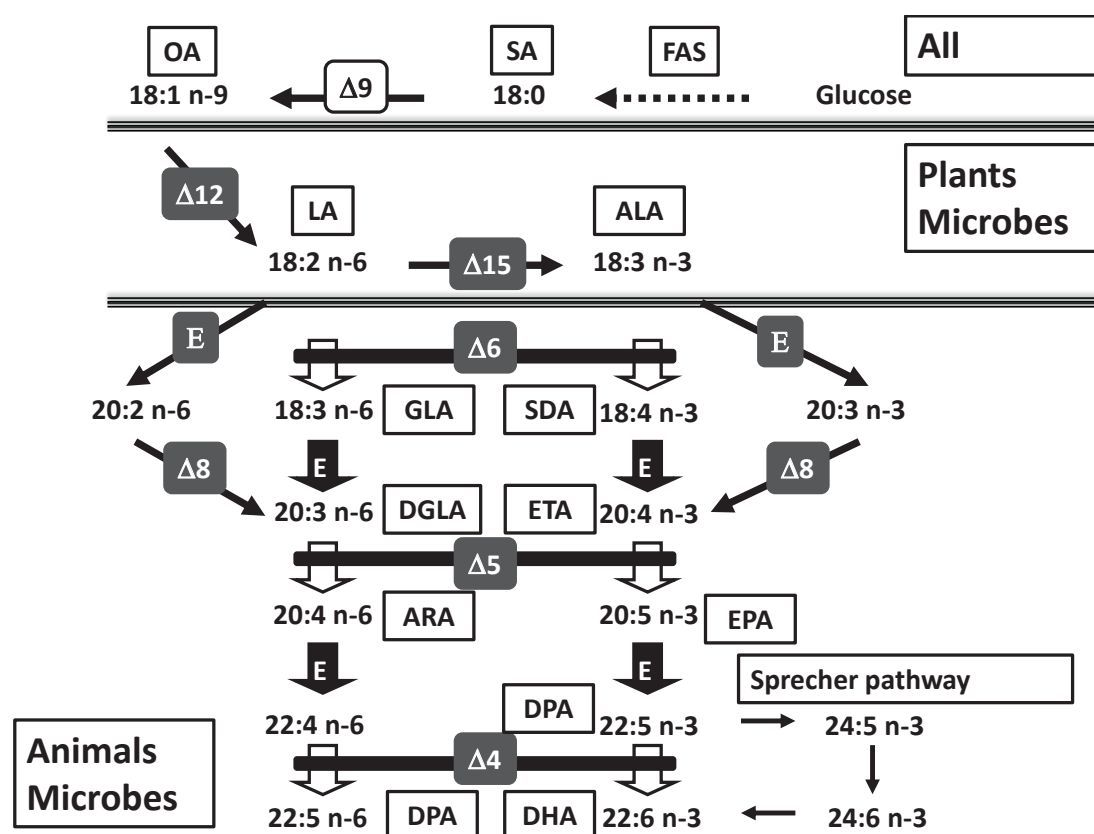 OA
SA
FAS
All
18:1 n-9
Δ9
18:0
Glucose
Plants
Microbes
Δ12
LA
ALA
18:2 n-6
Δ15
18:3 n-3
E
Δ6
E
20:2 n-6
18:3 n-6
GLA
SDA
18:4 n-3
20:3 n-3
Δ8
E
E
Δ8
20:3 n-6
DGLA
ETA
20:4 n-3
Δ5
20:4 n-6
ARA
20:5 n-3
EPA
E
E
Sprecher pathway
22:4 n-6
DPA
22:5 n-3
24:5 n-3
Animals
Microbes
Δ4
22:5 n-6
DPA
DHA
22:6 n-3
24:6 n-3